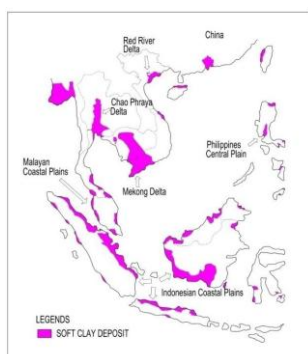 Red River
Delta
China
Chao Phraya
Delta
Philippines
Central Plain
Malayan
Coastal Plains
Mekong Delta
Indonesian Coastal Plains
LEGENDS
SOFT CLAY DEPOSIT